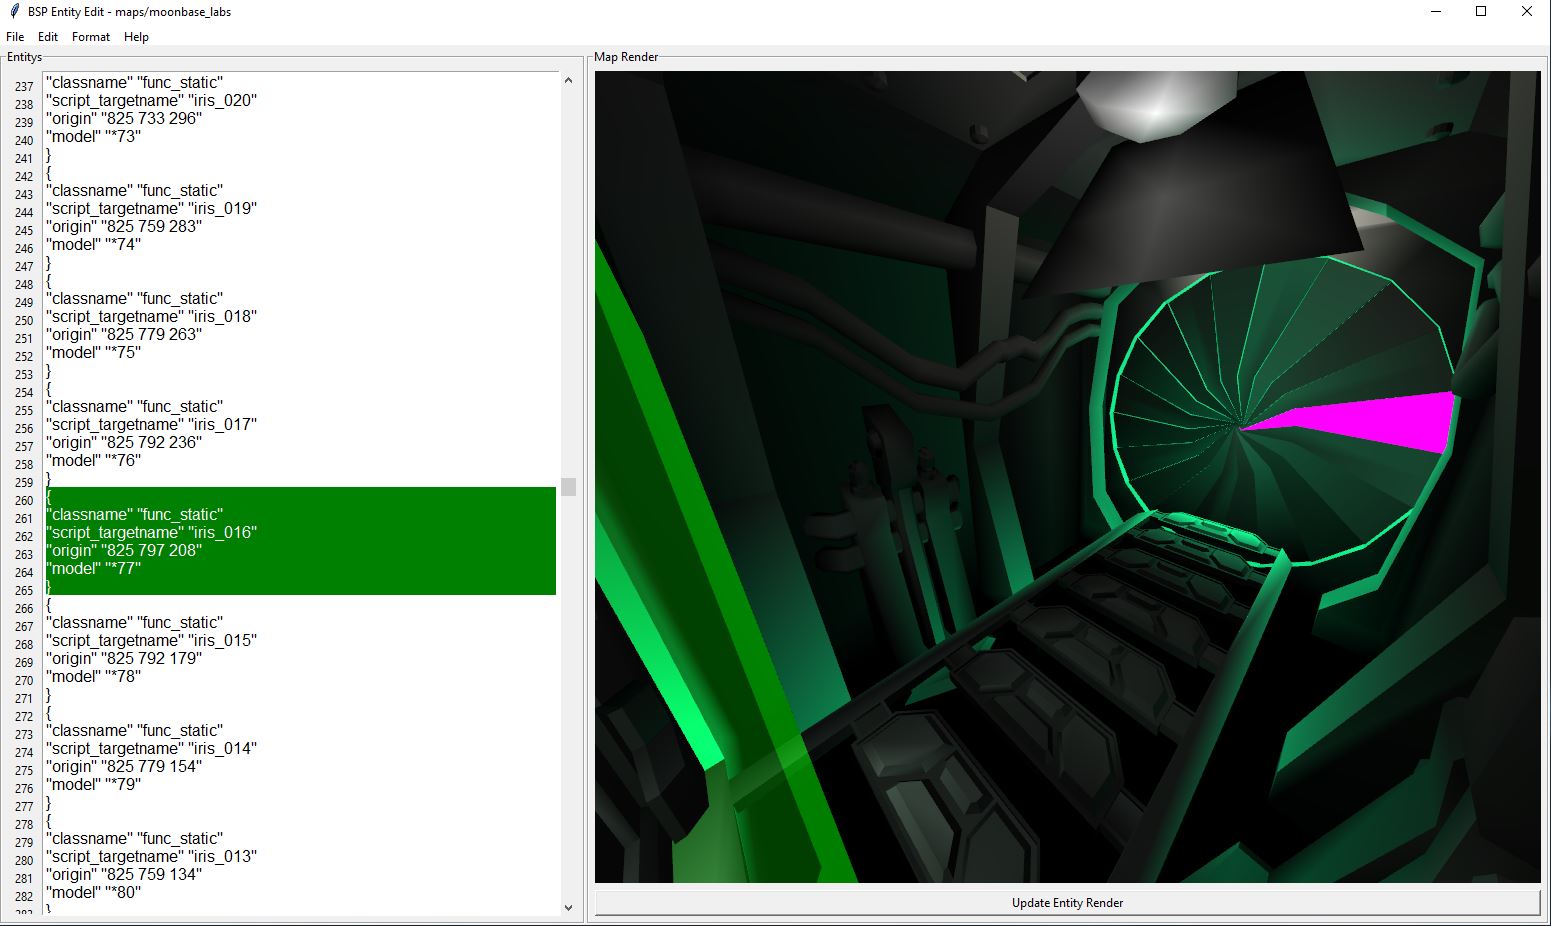 BSP Entity Edit - maps/moonbase_labs
File Edit Format Help
Entitys
237 "classname" "func_static"
238 "script_targetname" "iris_020"
239 "origin" "825 733 296"
240 "model" "*73"
241 }
242 {
243 "classname" "func_static"
244 "script_targetname" "iris_019"
245 "origin" "825 759 283"
246 "model" "*74"
247 }
248 {
249 "classname" "func_static"
250 "script_targetname" "iris_018"
251 "origin" "825 779 263"
252 "model" "*75"
253 }
254 {
255 "classname" "func_static"
256 "script_targetname" "iris_017"
257 "origin" "825 792 236"
258 "model" "*76"
259 }
260 {
261 "classname" "func_static"
262 "script_targetname" "iris_016"
263 "origin" "825 797 208"
264 "model" "*77"
265 }
266 {
267 "classname" "func_static"
268 "script_targetname" "iris_015"
269 "origin" "825 792 179"
270 "model" "*78"
271 }
272 {
273 "classname" "func_static"
274 "script_targetname" "iris_014"
275 "origin" "825 779 154"
276 "model" "*79"
277 }
278 {
279 "classname" "func_static"
280 "script_targetname" "iris_013"
281 "origin" "825 759 134"
282 "model" "*80"
283 }
Map Render
Update Entity Render